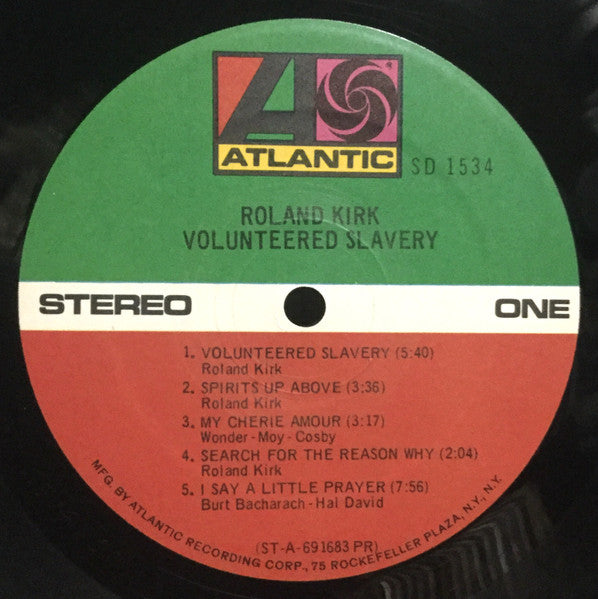 ATLANTIC
SD 1534
ROLAND KIRK
VOLUNTEERED SLAVERY
STEREO
ONE
1. VOLUNTEERED SLAVERY (5:40)
Roland Kirk
2. SPIRITS UP ABOVE (3:36)
Roland Kirk
3. MY CHERIE AMOUR (3:17)
Wonder - Moy - Cosby
4. SEARCH FOR THE REASON WHY (2:04)
Roland Kirk
5. I SAY A LITTLE PRAYER (7:56)
Burt Bacharach - Hal David
(ST-A-691683 PR)
MFG. BY ATLANTIC RECORDING CORP., 75 ROCKEFELLER PLAZA, N.Y., N.Y.